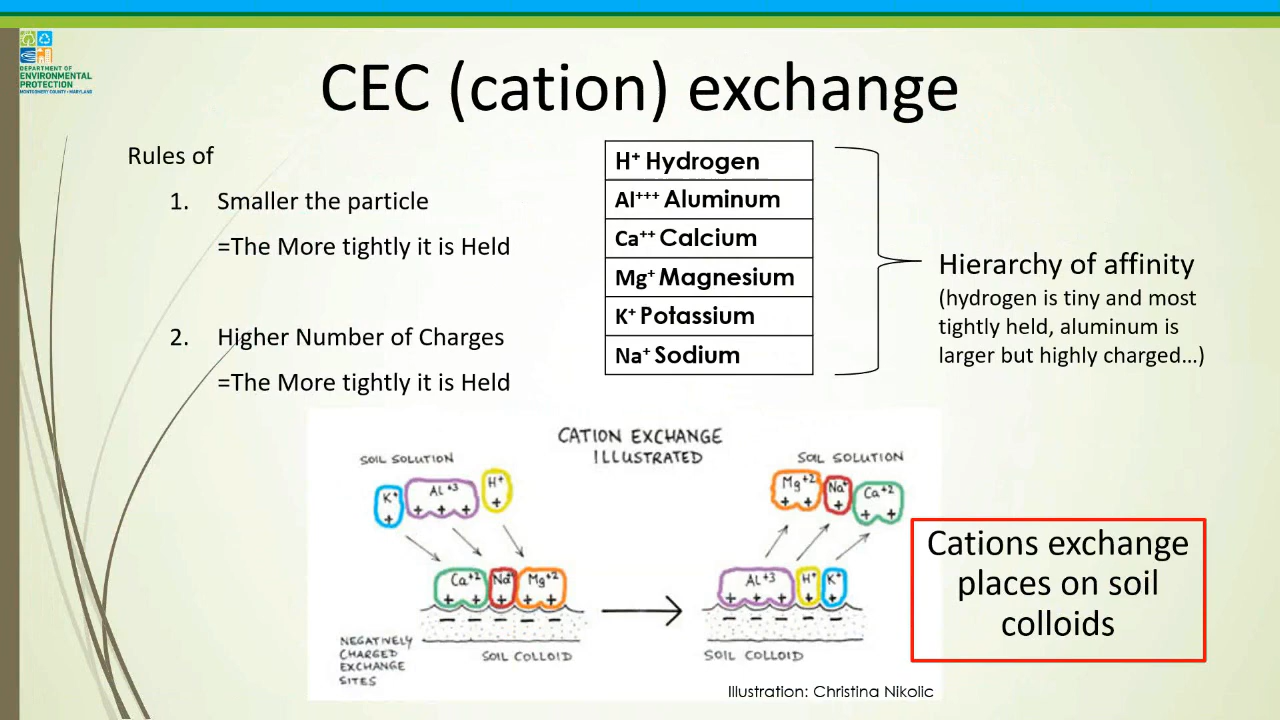 DEPARTMENT OF
ENVIRONMENTAL
PROTECTION
MONTGOMERY COUNTY • MARYLAND
CEC (cation) exchange
Rules of
1. Smaller the particle
=The More tightly it is Held
2. Higher Number of Charges
=The More tightly it is Held
H+ Hydrogen
Al+++ Aluminum
Ca++ Calcium
Mg+ Magnesium
K+ Potassium
Na+ Sodium
Hierarchy of affinity
(hydrogen is tiny and most
tightly held, aluminum is
larger but highly charged…)
CATION EXCHANGE
ILLUSTRATED
SOIL SOLUTION
K+
+
AL+3
+ + +
H+
+
Ca+2
+ +
Na+
+
Mg+2
+ +
– – – – –
NEGATIVELY
CHARGED
EXCHANGE
SITES
SOIL COLLOID
SOIL SOLUTION
Mg+2
+ +
Na+
+
Ca+2
+ +
AL+3
+ + +
H+
+
K+
+
– – – – –
SOIL COLLOID
Illustration: Christina Nikolic
Cations exchange
places on soil
colloids